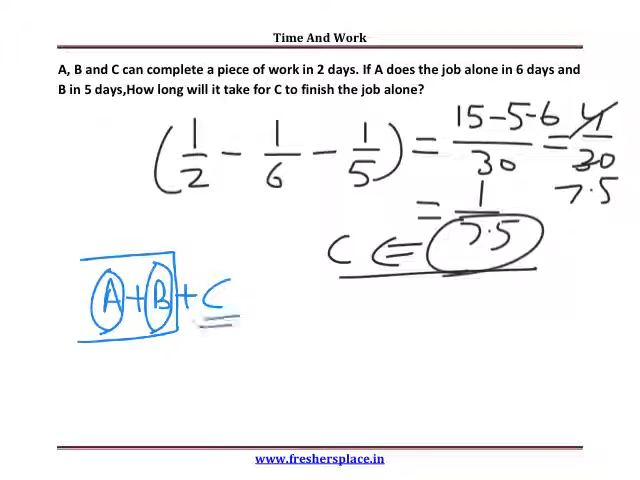 Time And Work
A, B and C can complete a piece of work in 2 days. If A does the job alone in 6 days and
B in 5 days,How long will it take for C to finish the job alone?
(1/2 - 1/6 - 1/5) = 15-5-6/30 = 4/30
7.5
= 1/7.5
C ⇐ 7.5
A+B+C
www.freshersplace.in